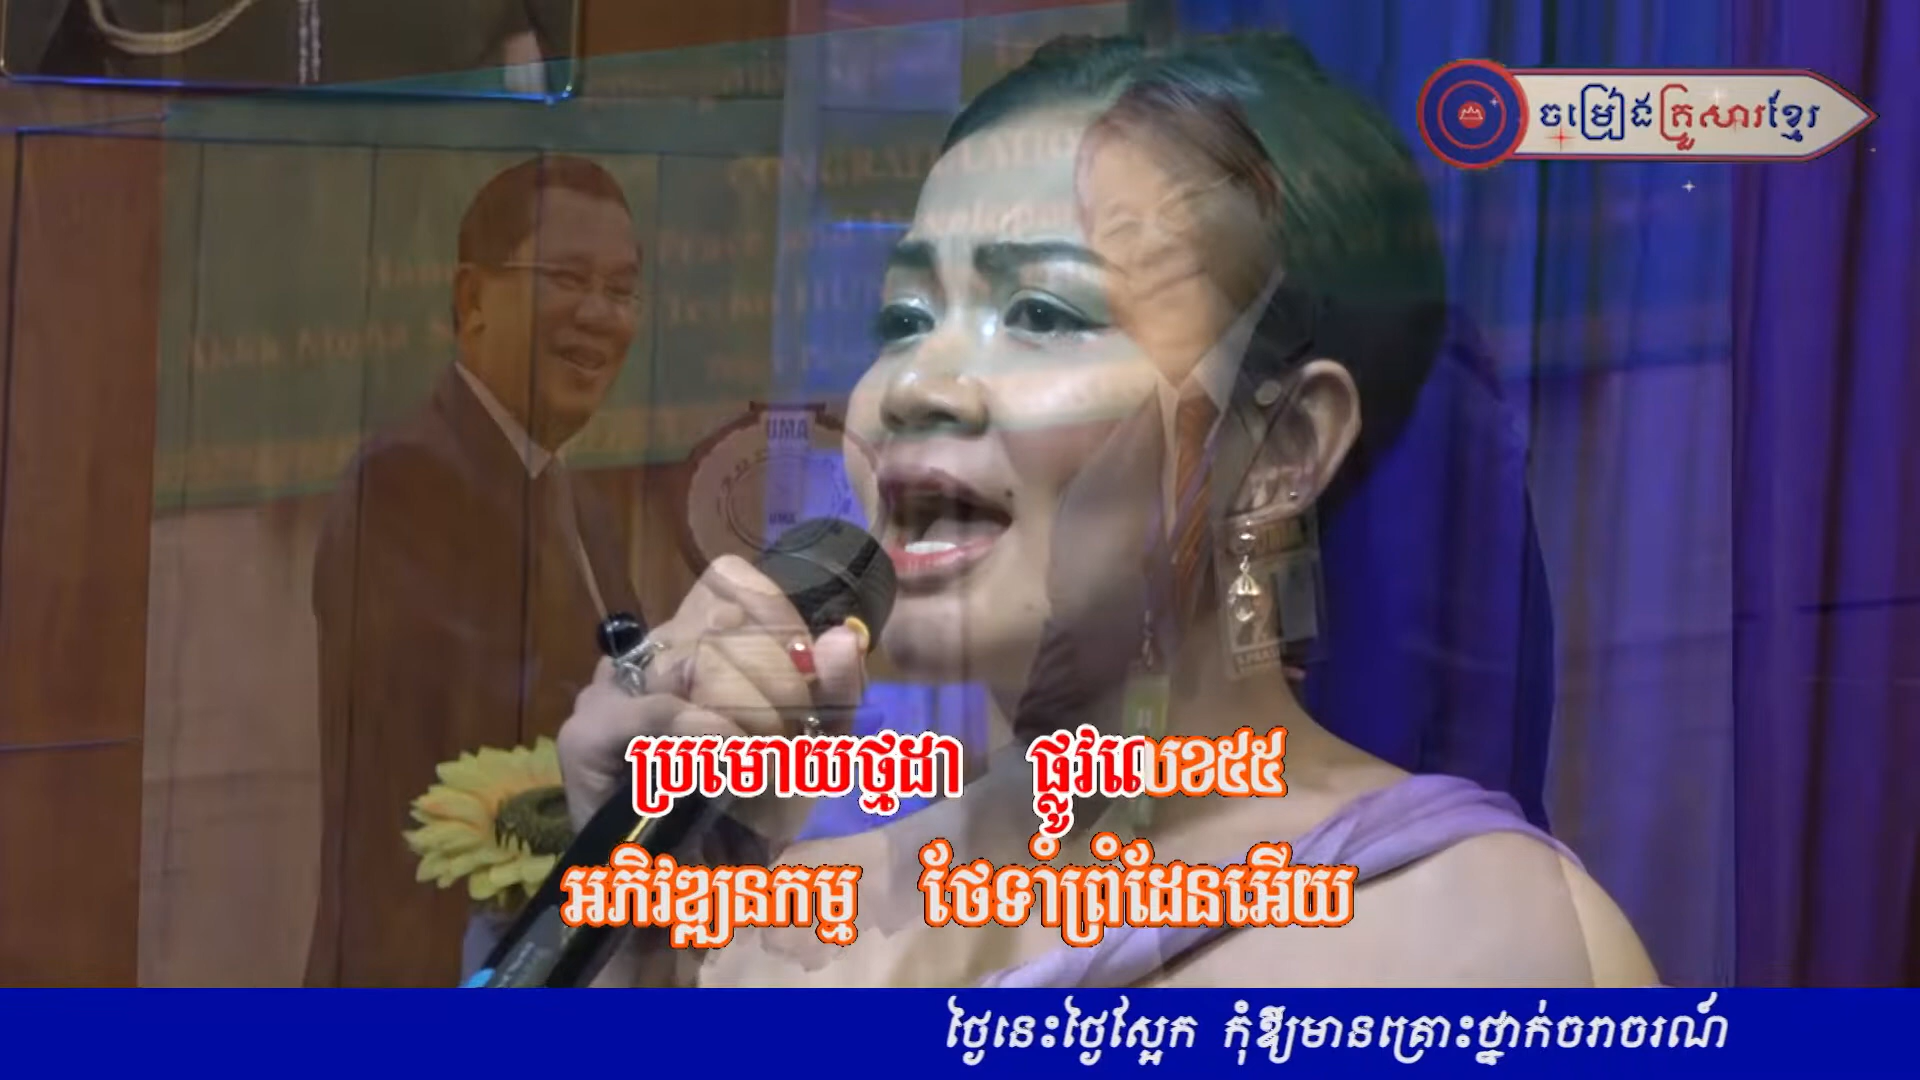 ចម្រៀងគ្រួសារខ្មែរ
UMA
UMA
ប្រមោយថ្មដា ផ្លូវលេខ៥៥
អភិវឌ្ឍនកម្ម ថែទាំព្រំដែនអើយ
ថ្ងៃនេះថ្ងៃស្អែក កុំឱ្យមានគ្រោះថ្នាក់ចរាចរណ៍